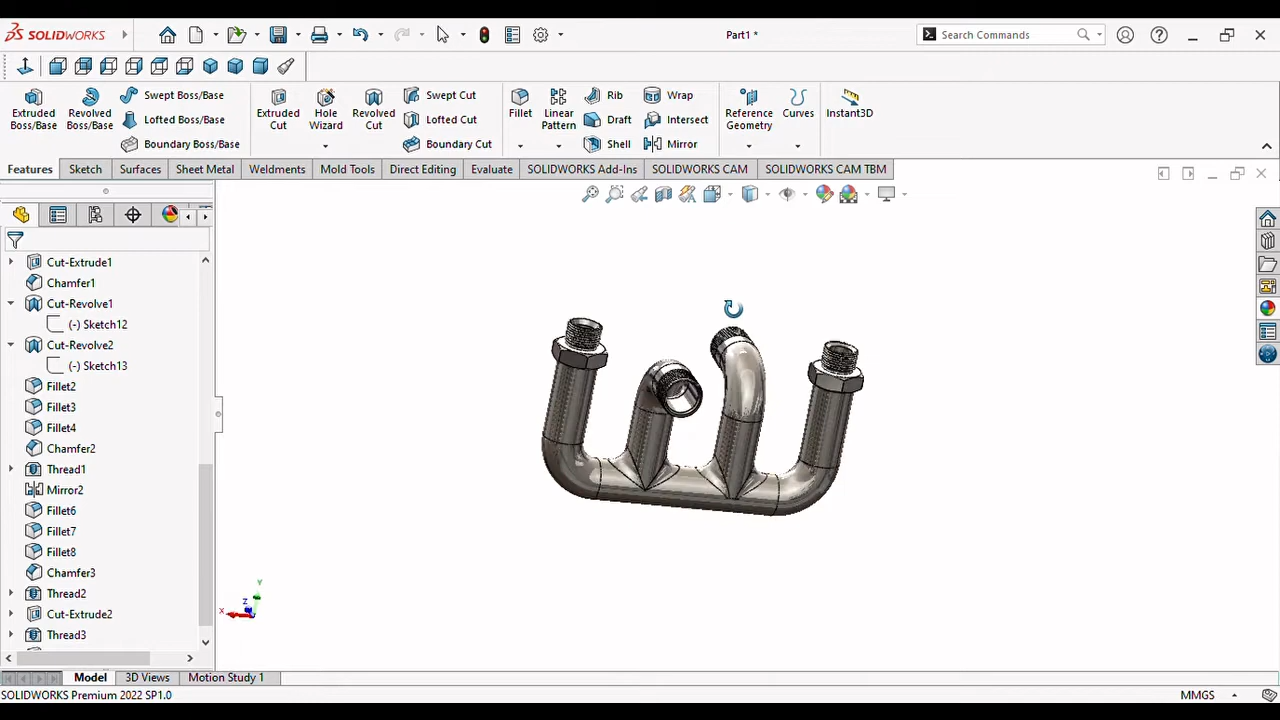 SOLIDWORKS
Part1 *
Search Commands
Extruded Boss/Base
Revolved Boss/Base
Swept Boss/Base
Lofted Boss/Base
Boundary Boss/Base
Extruded Cut
Hole Wizard
Revolved Cut
Swept Cut
Lofted Cut
Boundary Cut
Fillet
Linear Pattern
Rib
Draft
Shell
Wrap
Intersect
Mirror
Reference Geometry
Curves
Instant3D
Features
Sketch
Surfaces
Sheet Metal
Weldments
Mold Tools
Direct Editing
Evaluate
SOLIDWORKS Add-Ins
SOLIDWORKS CAM
SOLIDWORKS CAM TBM
Cut-Extrude1
Chamfer1
Cut-Revolve1
(-) Sketch12
Cut-Revolve2
(-) Sketch13
Fillet2
Fillet3
Fillet4
Chamfer2
Thread1
Mirror2
Fillet6
Fillet7
Fillet8
Chamfer3
Thread2
Cut-Extrude2
Thread3
Y
Z
X
Model
3D Views
Motion Study 1
SOLIDWORKS Premium 2022 SP1.0
MMGS